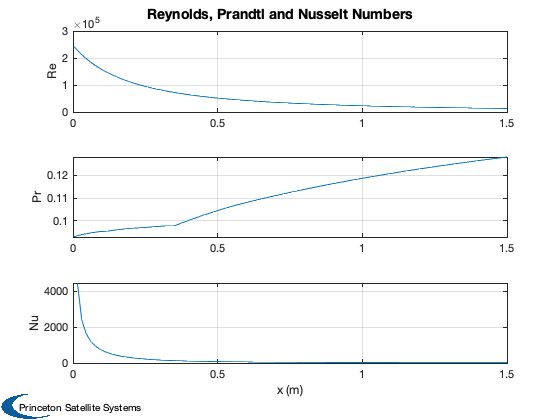 Reynolds, Prandtl and Nusselt Numbers
×10⁵
3
2
1
0
Re
0 0.5 1 1.5
0.12
0.11
0.1
Pr
0 0.5 1 1.5
4000
2000
0
Nu
0 0.5 1 1.5
x (m)
Princeton Satellite Systems